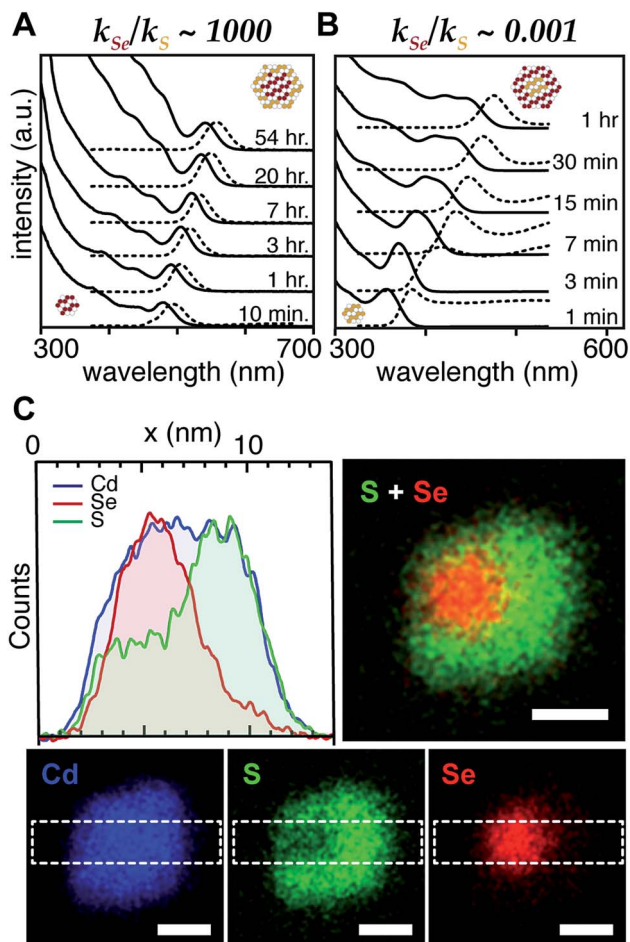 A
k_Se/k_S ~ 1000
intensity (a.u.)
54 hr.
20 hr.
7 hr.
3 hr.
1 hr.
10 min.
300
700
wavelength (nm)
B
k_Se/k_S ~ 0.001
1 hr
30 min
15 min
7 min
3 min
1 min
300
600
wavelength (nm)
C
x (nm)
0
10
Cd
Se
S
Counts
S + Se
Cd
S
Se